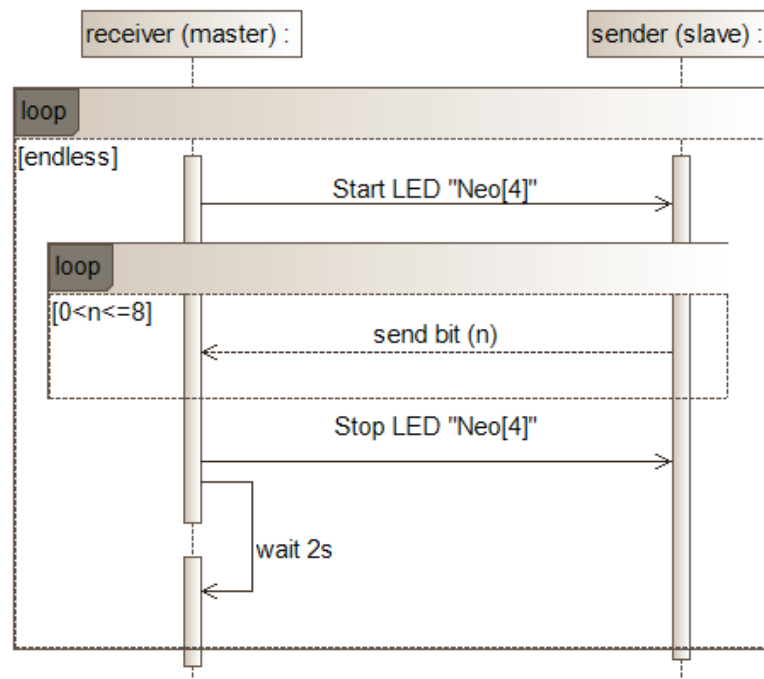 receiver (master) :
sender (slave) :
loop
[endless]
Start LED "Neo[4]"
loop
[0<n<=8]
send bit (n)
Stop LED "Neo[4]"
wait 2s